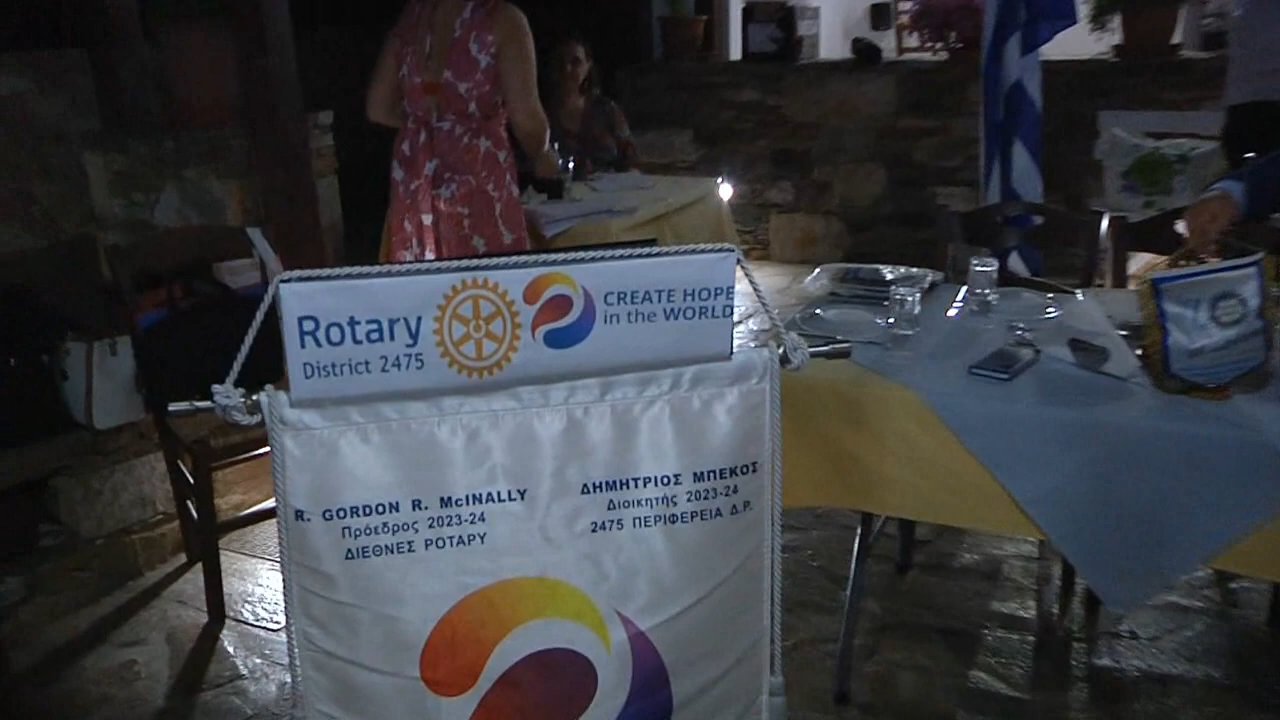 Rotary
District 2475
CREATE HOPE
in the WORLD
R. GORDON R. McINALLY
Πρόεδρος 2023-24
ΔΙΕΘΝΕΣ ΡΟΤΑΡΥ
ΔΗΜΗΤΡΙΟΣ ΜΠΕΚΟΣ
Διοικητής 2023-24
2475 ΠΕΡΙΦΕΡΕΙΑ Δ.Ρ.